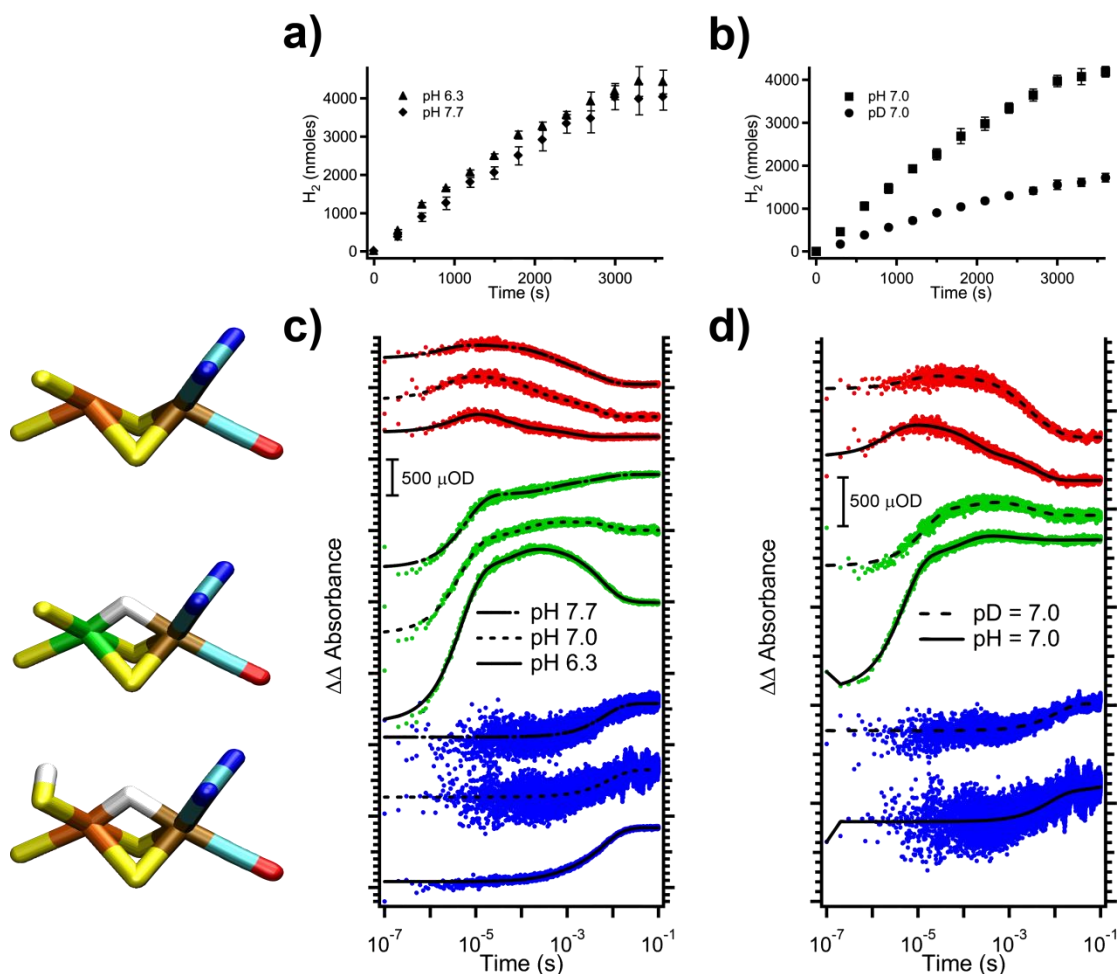 a)
H₂ (nmoles)
4000
3000
2000
1000
0
pH 6.3
pH 7.7
0
1000
2000
3000
Time (s)
b)
H₂ (nmoles)
4000
3000
2000
1000
0
pH 7.0
pD 7.0
0
1000
2000
3000
Time (s)
c)
ΔΔ Absorbance
500 μOD
pH 7.7
pH 7.0
pH 6.3
10⁻⁷
10⁻⁵
10⁻³
10⁻¹
Time (s)
d)
ΔΔ Absorbance
500 μOD
pD = 7.0
pH = 7.0
10⁻⁷
10⁻⁵
10⁻³
10⁻¹
Time (s)